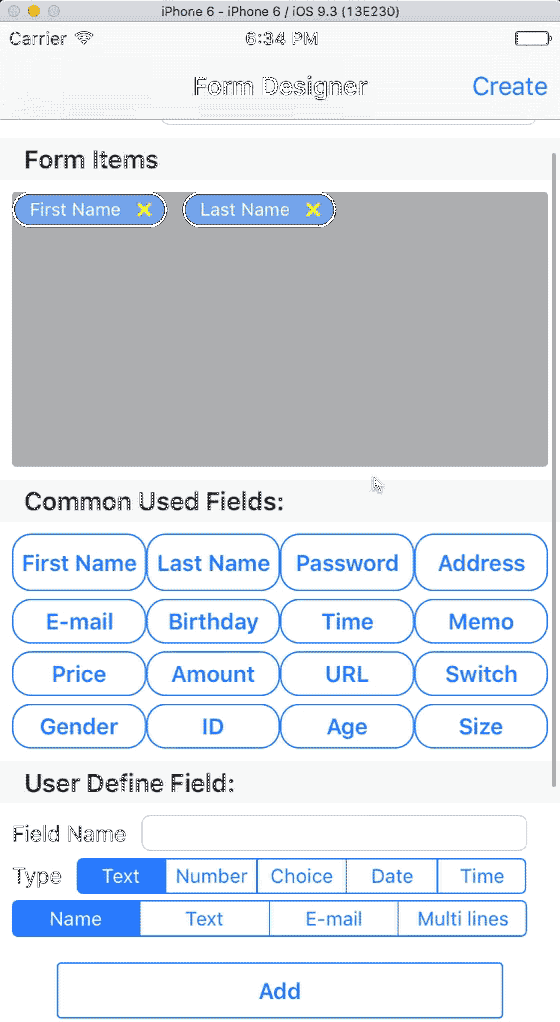 iPhone 6 - iPhone 6 / iOS 9.3 (13E230)
Carrier 6:34 PM
Form Designer Create
Form Items
First Name Last Name
Common Used Fields:
First Name Last Name Password Address
E-mail Birthday Time Memo
Price Amount URL Switch
Gender ID Age Size
User Define Field:
Field Name
Type Text Number Choice Date Time
Name Text E-mail Multi lines
Add